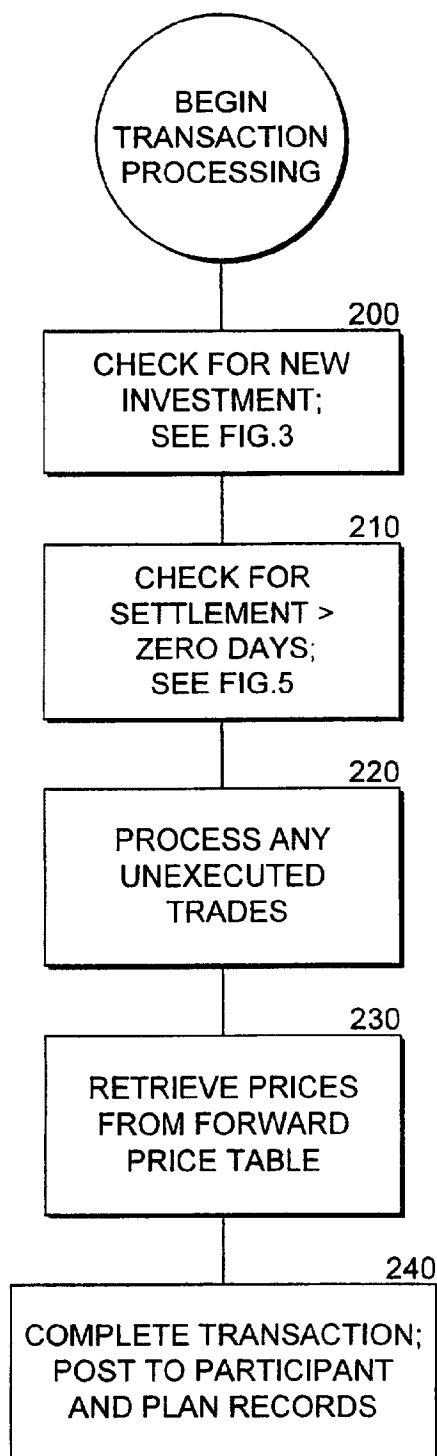 BEGIN
TRANSACTION
PROCESSING
200
CHECK FOR NEW
INVESTMENT;
SEE FIG.3
210
CHECK FOR
SETTLEMENT >
ZERO DAYS;
SEE FIG.5
220
PROCESS ANY
UNEXECUTED
TRADES
230
RETRIEVE PRICES
FROM FORWARD
PRICE TABLE
240
COMPLETE TRANSACTION;
POST TO PARTICIPANT
AND PLAN RECORDS